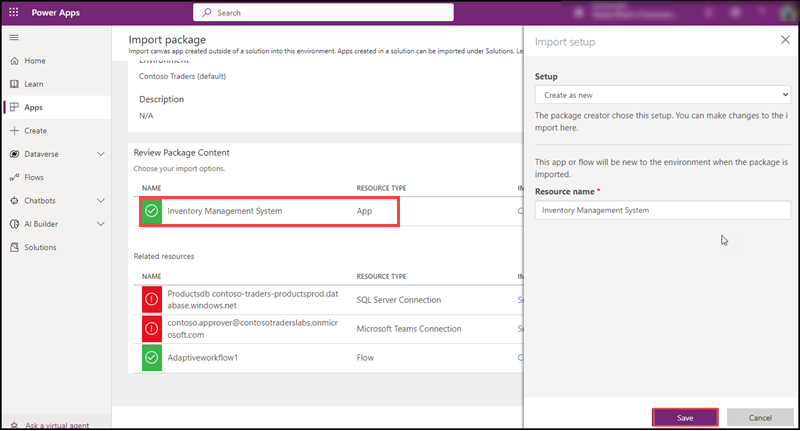 Power Apps
Search
Home
Learn
Apps
Create
Dataverse
Flows
Chatbots
AI Builder
Solutions
Ask a virtual agent
Import package
Import canvas app created outside of a solution into this environment. Apps created in a solution can be imported under Solutions.
Environment
Contoso Traders (default)
Description
N/A
Review Package Content
Choose your import options.
NAME RESOURCE TYPE IM
Inventory Management System App
Related resources
NAME RESOURCE TYPE IM
Productsdb contoso-traders-productsprod.dat
abase.windows.net
SQL Server Connection
contoso.approver@contosotraderslabs.onmic
rosoft.com
Microsoft Teams Connection
Adaptiveworkflow1 Flow
Import setup
Setup
Create as new
The package creator chose this setup. You can make changes to the i
mport here.
This app or flow will be new to the environment when the package is
imported.
Resource name *
Inventory Management System
Save
Cancel